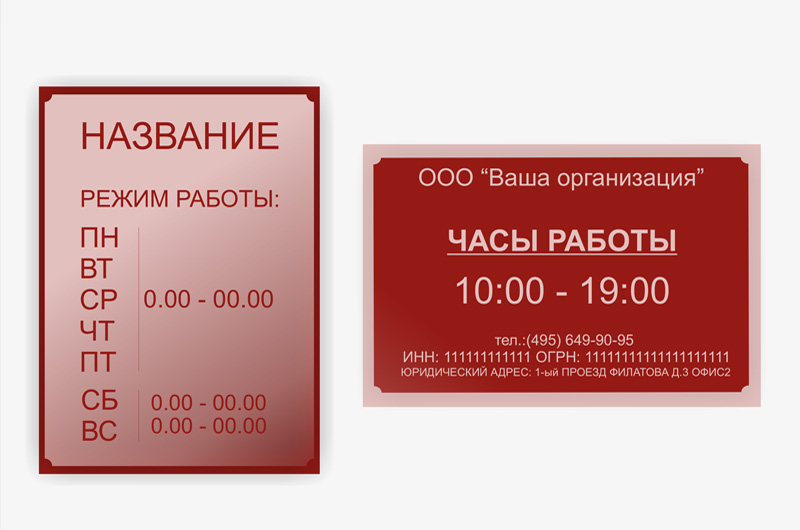 НАЗВАНИЕ
РЕЖИМ РАБОТЫ:
ПН
ВТ
СР 0.00 - 00.00
ЧТ
ПТ
СБ 0.00 - 00.00
ВС 0.00 - 00.00
ООО “Ваша организация”
ЧАСЫ РАБОТЫ
10:00 - 19:00
тел.:(495) 649-90-95
ИНН: 111111111111 ОГРН: 11111111111111111111
ЮРИДИЧЕСКИЙ АДРЕС: 1-ый ПРОЕЗД ФИЛАТОВА Д.3 ОФИС2